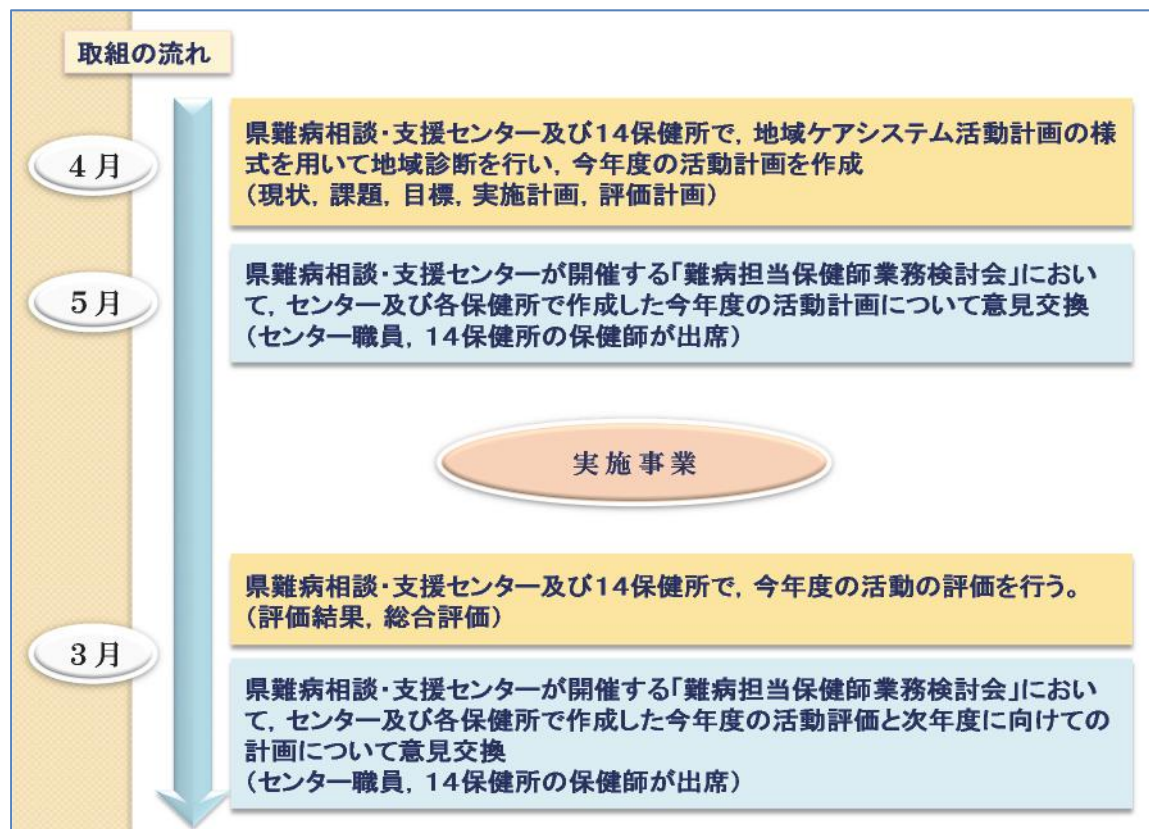 取組の流れ
4月
県難病相談・支援センター及び14保健所で，地域ケアシステム活動計画の様
式を用いて地域診断を行い，今年度の活動計画を作成
（現状，課題，目標，実施計画，評価計画）
5月
県難病相談・支援センターが開催する「難病担当保健師業務検討会」におい
て，センター及び各保健所で作成した今年度の活動計画について意見交換
（センター職員，14保健所の保健師が出席）
実施事業
3月
県難病相談・支援センター及び14保健所で，今年度の活動の評価を行う。
（評価結果，総合評価）
県難病相談・支援センターが開催する「難病担当保健師業務検討会」におい
て，センター及び各保健所で作成した今年度の活動評価と次年度に向けての
計画について意見交換
（センター職員，14保健所の保健師が出席）